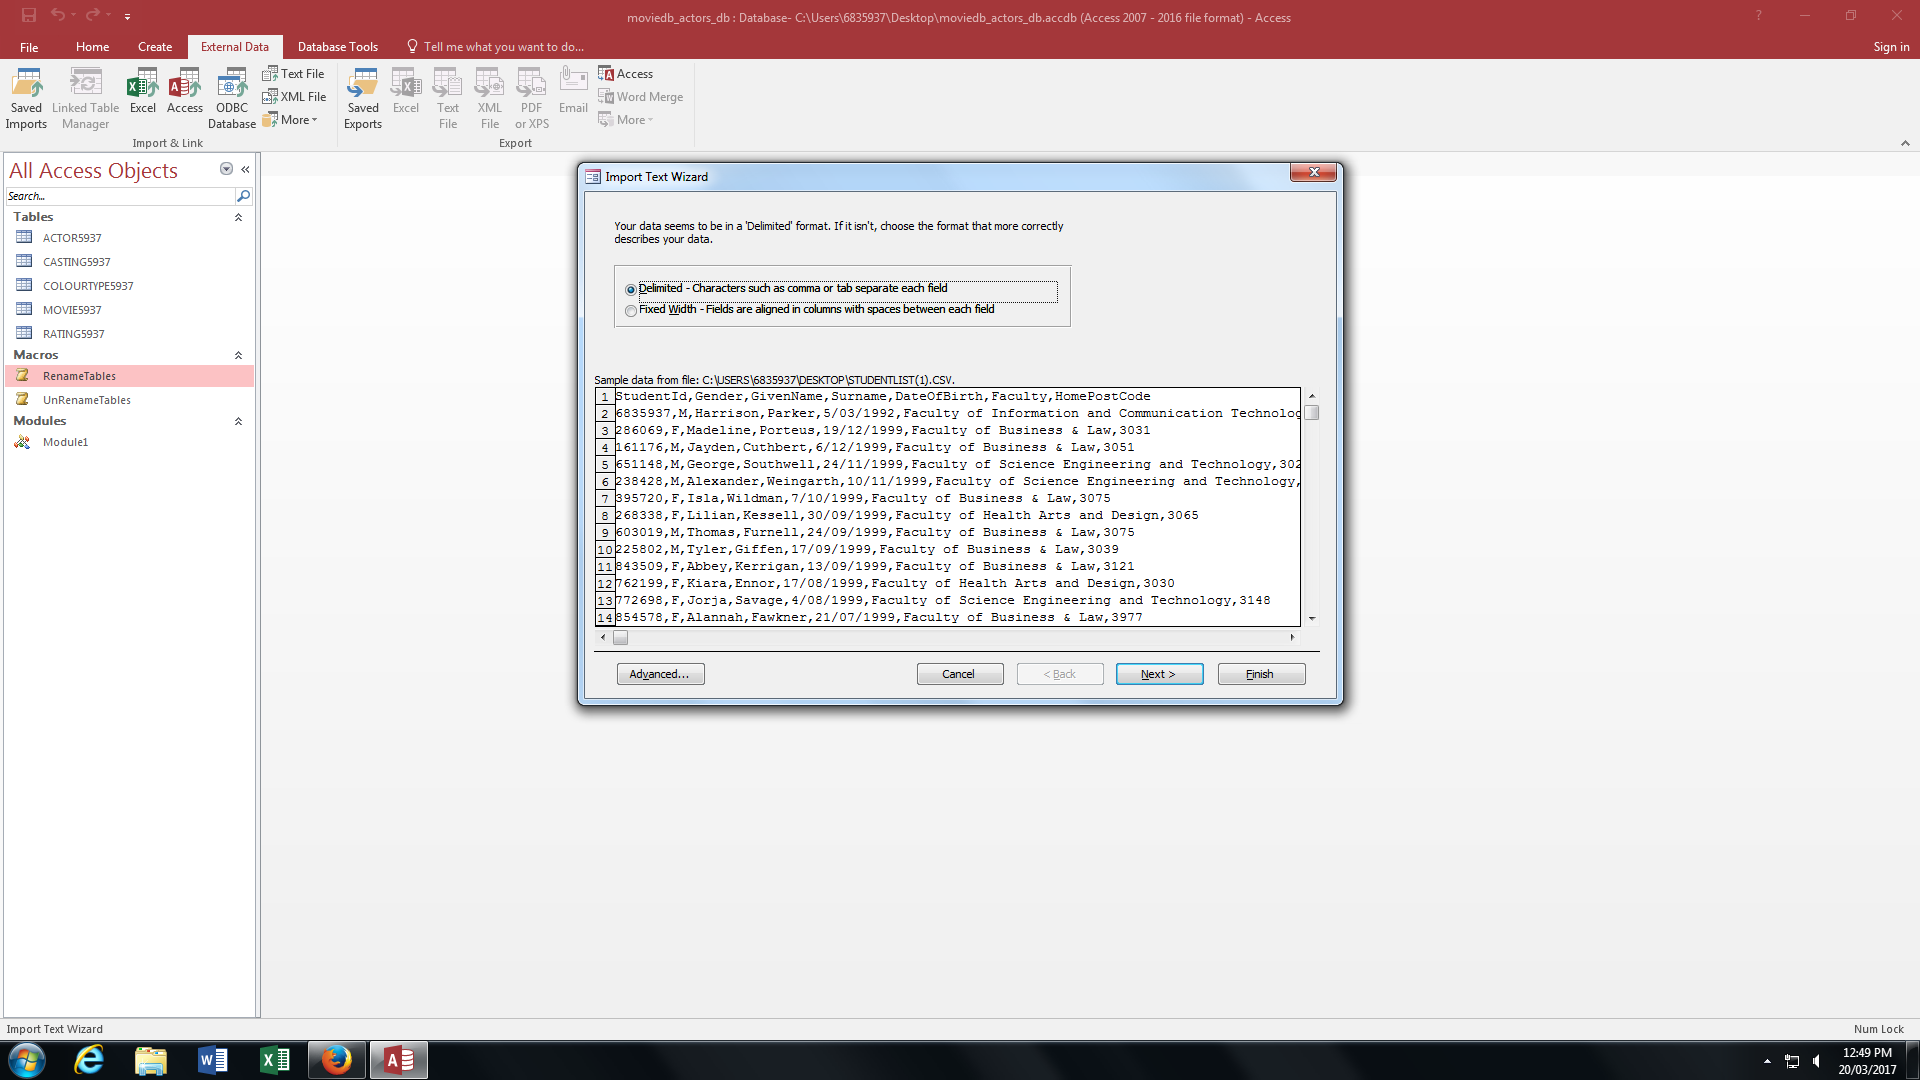 moviedb_actors_db : Database- C:\Users\6835937\Desktop\moviedb_actors_db.accdb (Access 2007 - 2016 file format) - Access
?
File
Home
Create
External Data
Database Tools
Tell me what you want to do...
Sign in
Saved Imports
Linked Table Manager
Excel
Access
ODBC Database
Text File
XML File
More
Import & Link
Saved Exports
Excel
Text File
XML File
PDF or XPS
Email
Access
Word Merge
More
Export
All Access Objects
Search...
Tables
ACTOR5937
CASTING5937
COLOURTYPE5937
MOVIE5937
RATING5937
Macros
RenameTables
UnRenameTables
Modules
Module1
Import Text Wizard
Your data seems to be in a 'Delimited' format. If it isn't, choose the format that more correctly
describes your data.
Delimited - Characters such as comma or tab separate each field
Fixed Width - Fields are aligned in columns with spaces between each field
Sample data from file: C:\USERS\6835937\DESKTOP\STUDENTLIST(1).CSV.
1 StudentId,Gender,GivenName,Surname,DateOfBirth,Faculty,HomePostCode
2 6835937,M,Harrison,Parker,5/03/1992,Faculty of Information and Communication Technolog
3 286069,F,Madeline,Porteus,19/12/1999,Faculty of Business & Law,3031
4 161176,M,Jayden,Cuthbert,6/12/1999,Faculty of Business & Law,3051
5 651148,M,George,Southwell,24/11/1999,Faculty of Science Engineering and Technology,302
6 238428,M,Alexander,Weingarth,10/11/1999,Faculty of Science Engineering and Technology,
7 395720,F,Isla,Wildman,7/10/1999,Faculty of Business & Law,3075
8 268338,F,Lilian,Kessell,30/09/1999,Faculty of Health Arts and Design,3065
9 603019,M,Thomas,Furnell,24/09/1999,Faculty of Business & Law,3075
10 225802,M,Tyler,Giffen,17/09/1999,Faculty of Business & Law,3039
11 843509,F,Abbey,Kerrigan,13/09/1999,Faculty of Business & Law,3121
12 762199,F,Kiara,Ennor,17/08/1999,Faculty of Health Arts and Design,3030
13 772698,F,Jorja,Savage,4/08/1999,Faculty of Science Engineering and Technology,3148
14 854578,F,Alannah,Fawkner,21/07/1999,Faculty of Business & Law,3977
Advanced...
Cancel
< Back
Next >
Finish
Import Text Wizard
Num Lock
12:49 PM
20/03/2017